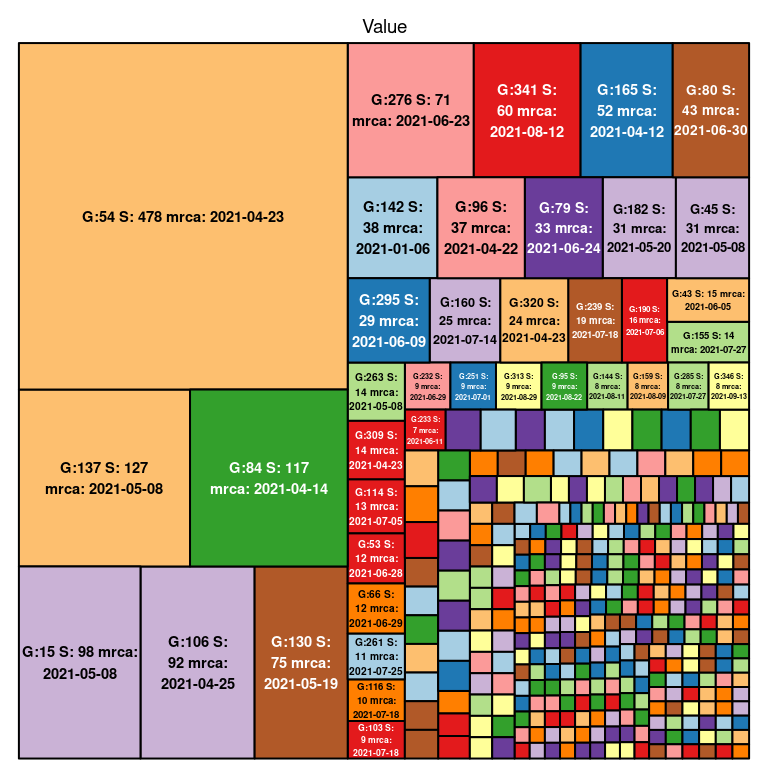 Value
G:54 S: 478 mrca: 2021-04-23
G:137 S: 127
mrca: 2021-05-08
G:84 S: 117
mrca: 2021-04-14
G:15 S: 98 mrca:
2021-05-08
G:106 S:
92 mrca:
2021-04-25
G:130 S:
75 mrca:
2021-05-19
G:276 S: 71
mrca: 2021-06-23
G:341 S:
60 mrca:
2021-08-12
G:165 S:
52 mrca:
2021-04-12
G:80 S:
43 mrca:
2021-06-30
G:142 S:
38 mrca:
2021-01-06
G:96 S:
37 mrca:
2021-04-22
G:79 S:
33 mrca:
2021-06-24
G:182 S:
31 mrca:
2021-05-20
G:45 S:
31 mrca:
2021-05-08
G:295 S:
29 mrca:
2021-06-09
G:160 S:
25 mrca:
2021-07-14
G:320 S:
24 mrca:
2021-04-23
G:239 S:
19 mrca:
2021-07-18
G:190 S:
16 mrca:
2021-07-06
G:43 S: 15 mrca:
2021-06-05
G:155 S: 14
mrca: 2021-07-27
G:263 S:
14 mrca:
2021-05-08
G:309 S:
14 mrca:
2021-04-23
G:114 S:
13 mrca:
2021-07-05
G:53 S:
12 mrca:
2021-06-28
G:66 S:
12 mrca:
2021-06-29
G:261 S:
11 mrca:
2021-07-25
G:116 S:
10 mrca:
2021-07-18
G:103 S:
9 mrca:
2021-07-18
G:232 S:
9 mrca:
2021-06-29
G:251 S:
9 mrca:
2021-07-01
G:313 S:
9 mrca:
2021-08-29
G:95 S:
9 mrca:
2021-08-22
G:144 S:
8 mrca:
2021-08-11
G:159 S:
8 mrca:
2021-08-09
G:285 S:
8 mrca:
2021-07-27
G:346 S:
8 mrca:
2021-09-13
G:233 S:
7 mrca:
2021-06-11